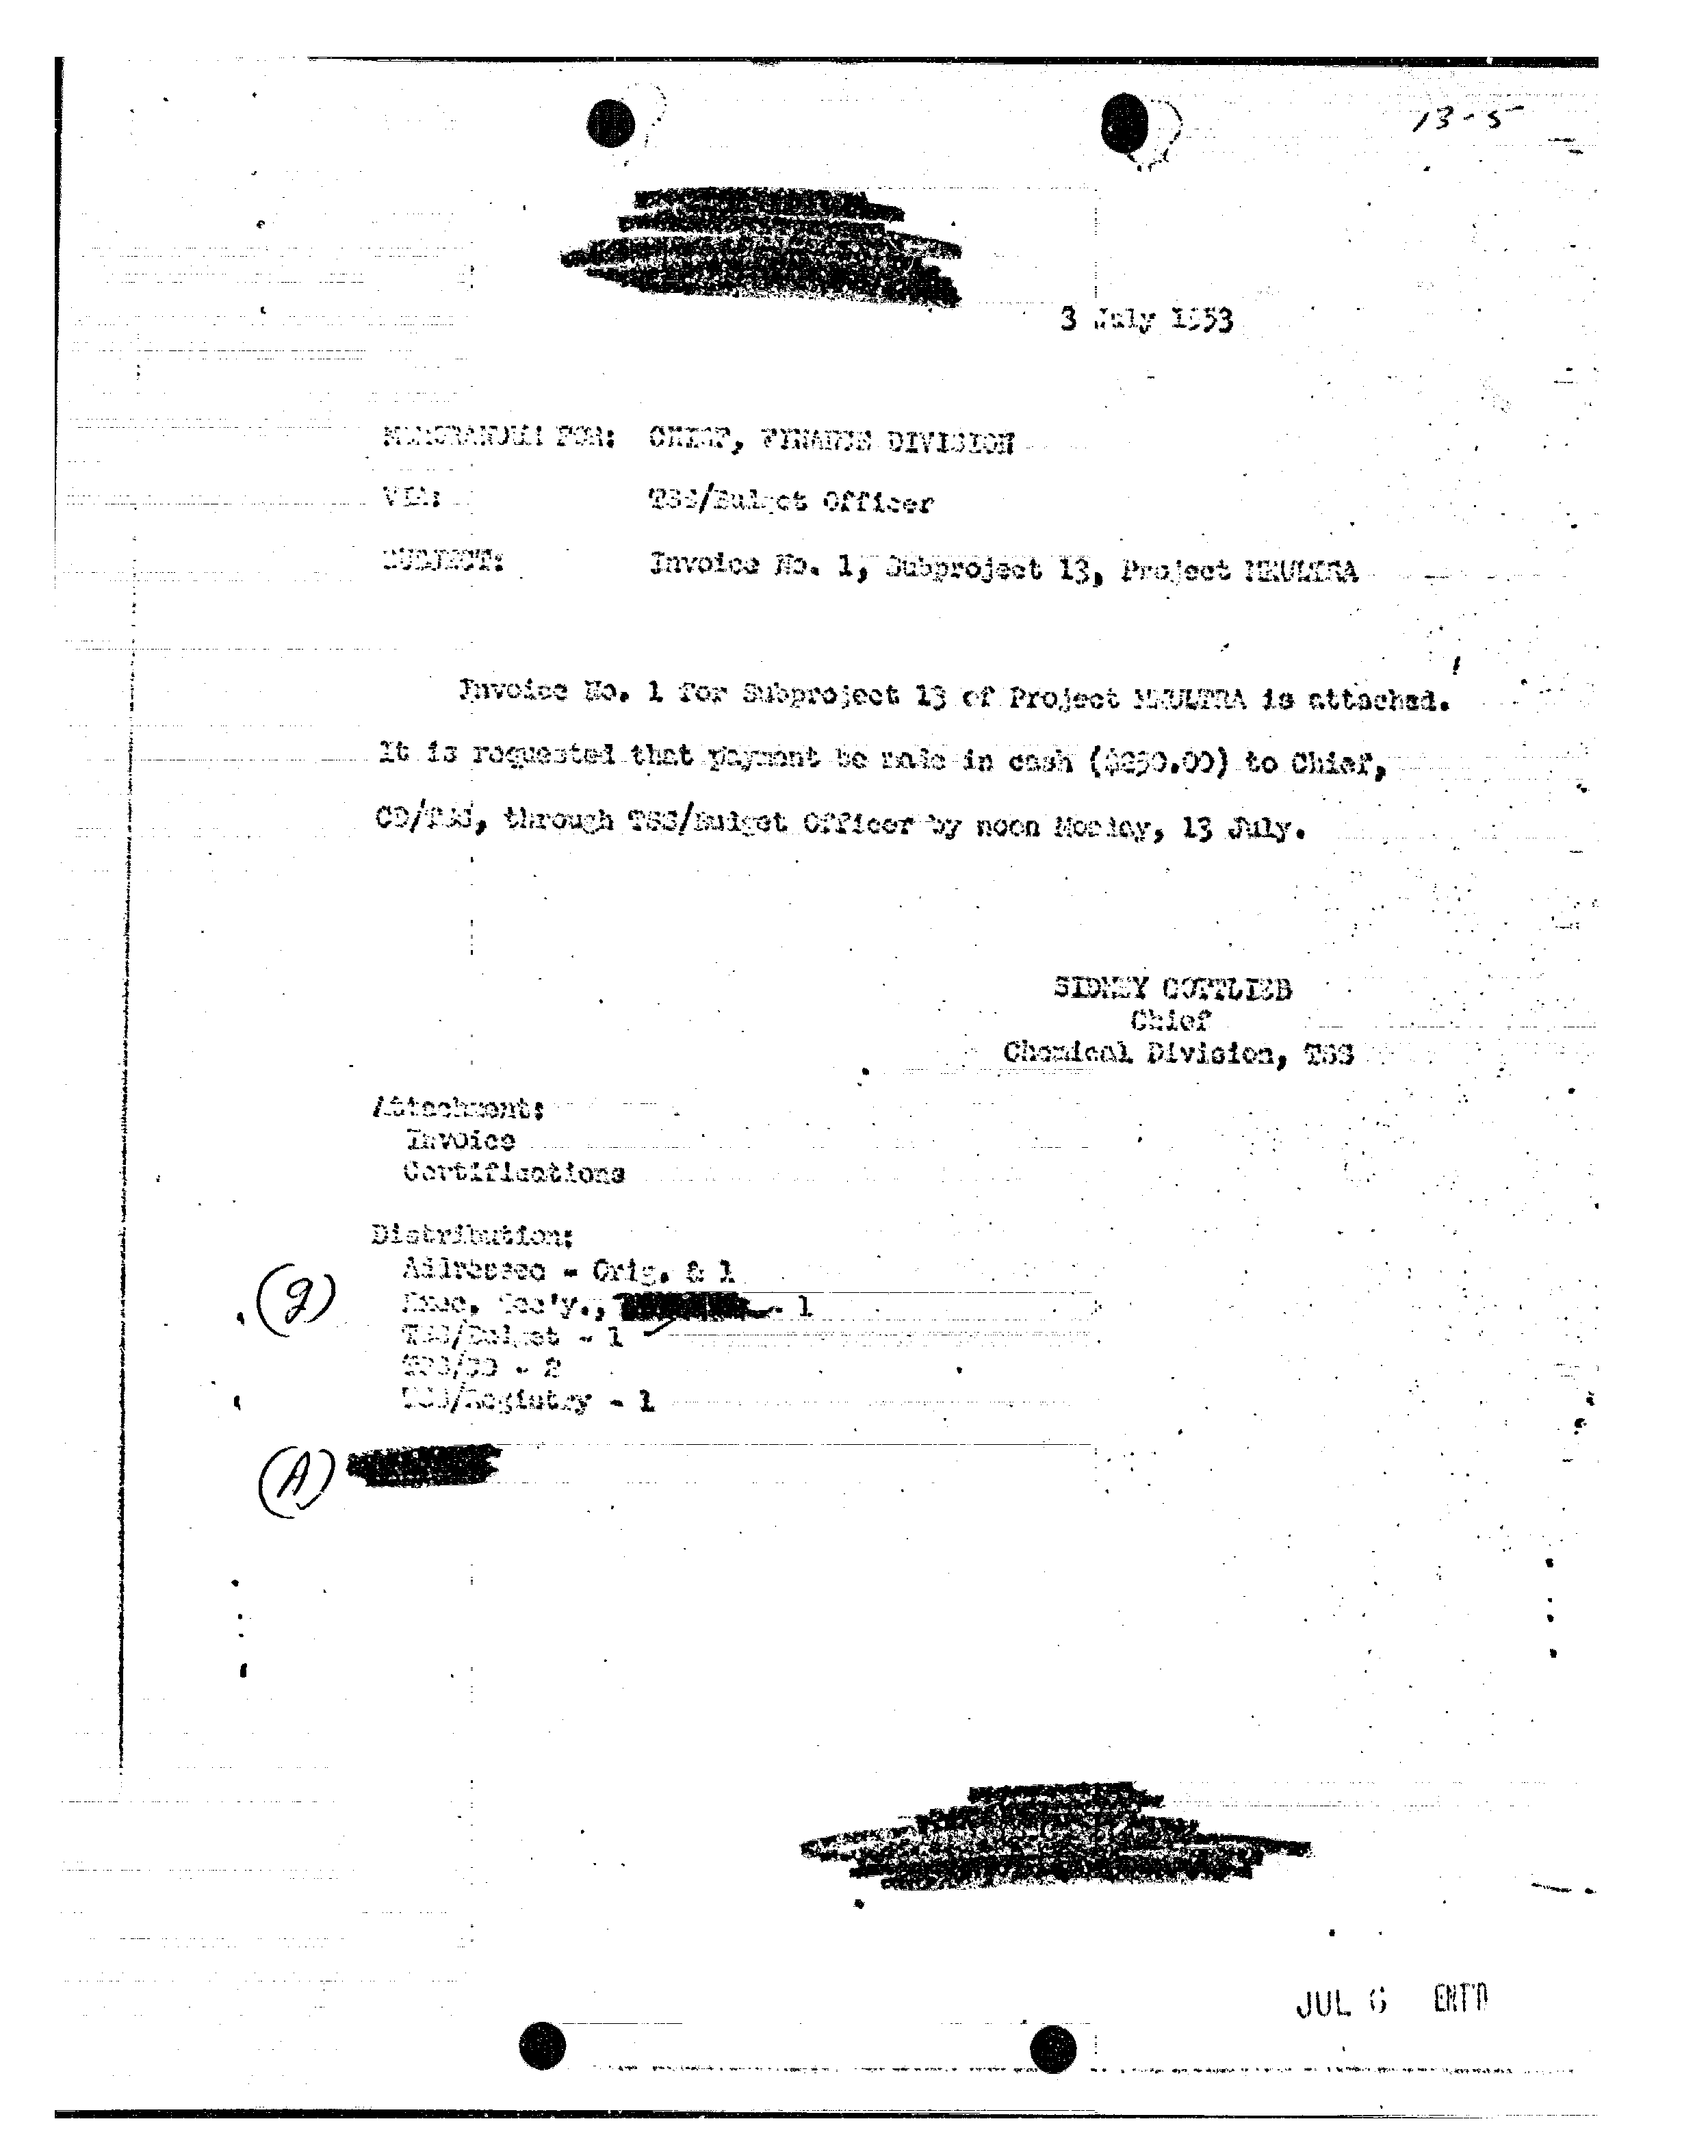 13-5
3 July 1953
MEMORANDUM FOR: CHIEF, FINANCE DIVISION
VIA: TSS/Budget Officer
SUBJECT: Invoice No. 1, Subproject 13, Project MKULTRA
Invoice No. 1 for Subproject 13 of Project MKULTRA is attached.
It is requested that payment be made in cash ($250.00) to Chief,
CD/TSS, through TSS/Budget Officer by noon Monday, 13 July.
SIDNEY GOTTLIEB
Chief
Chemical Division, TSS
Attachment:
Invoice
Certifications
Distribution:
Addressee - Orig. & 1
Exec. Sec'y., - 1
TSS/Budget - 1
TSS/CD - 2
TSS/Registry - 1
(A)
JUL 6 ENT'D